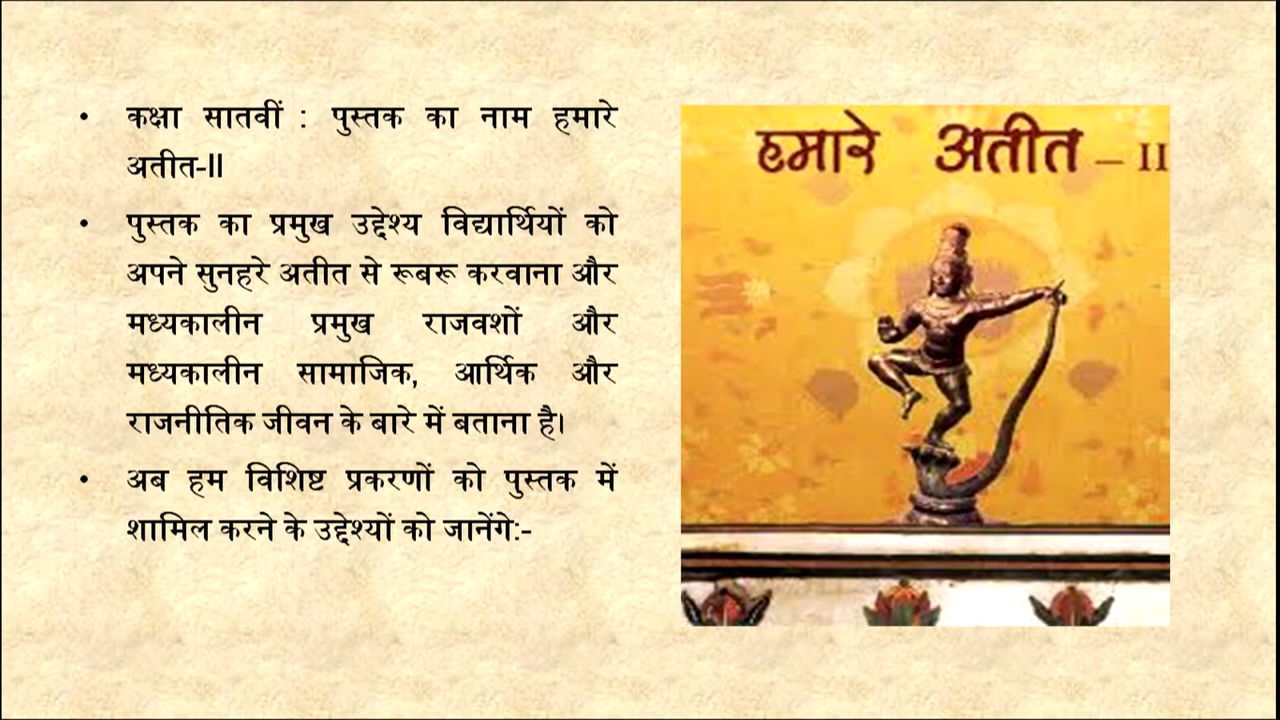 • कक्षा सातवीं : पुस्तक का नाम हमारे
अतीत-II
• पुस्तक का प्रमुख उद्देश्य विद्यार्थियों को
अपने सुनहरे अतीत से रूबरू करवाना और
मध्यकालीन प्रमुख राजवशों और
मध्यकालीन सामाजिक, आर्थिक और
राजनीतिक जीवन के बारे में बताना है।
• अब हम विशिष्ट प्रकरणों को पुस्तक में
शामिल करने के उद्देश्यों को जानेंगे:-
हमारे अतीत – II